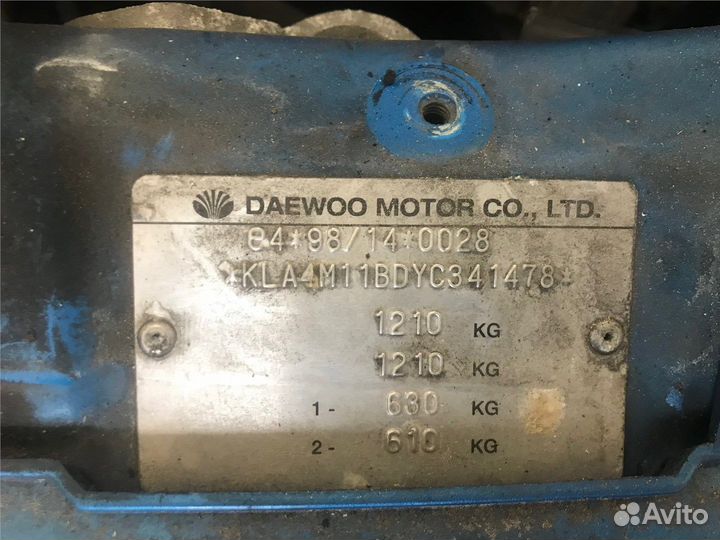 DAEWOO MOTOR CO., LTD.
e4*98/14*0028
*KLA4M11BDYC341478*
1210 KG
1210 KG
1- 630 KG
2- 610 KG
Avito